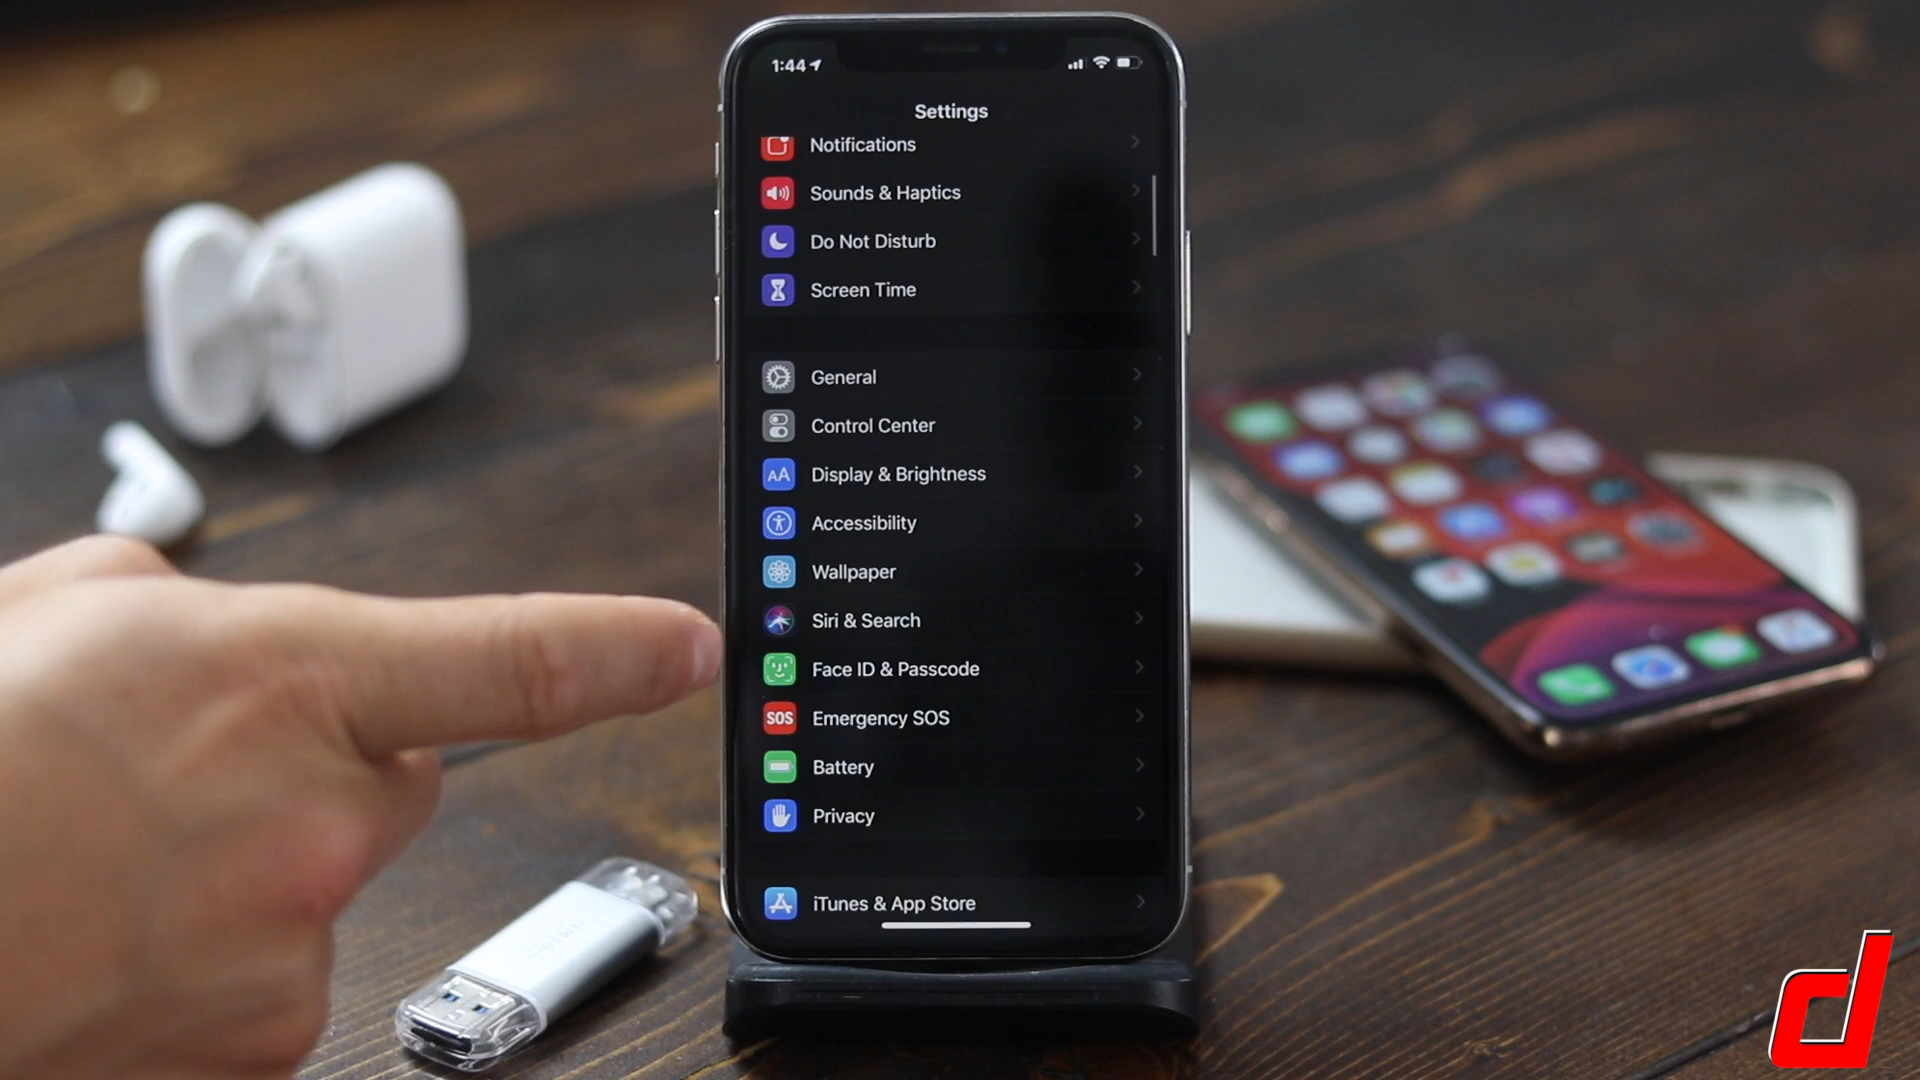 1:44
Settings
Notifications
Sounds & Haptics
Do Not Disturb
Screen Time
General
Control Center
AA Display & Brightness
Accessibility
Wallpaper
Siri & Search
Face ID & Passcode
SOS Emergency SOS
Battery
Privacy
iTunes & App Store
d